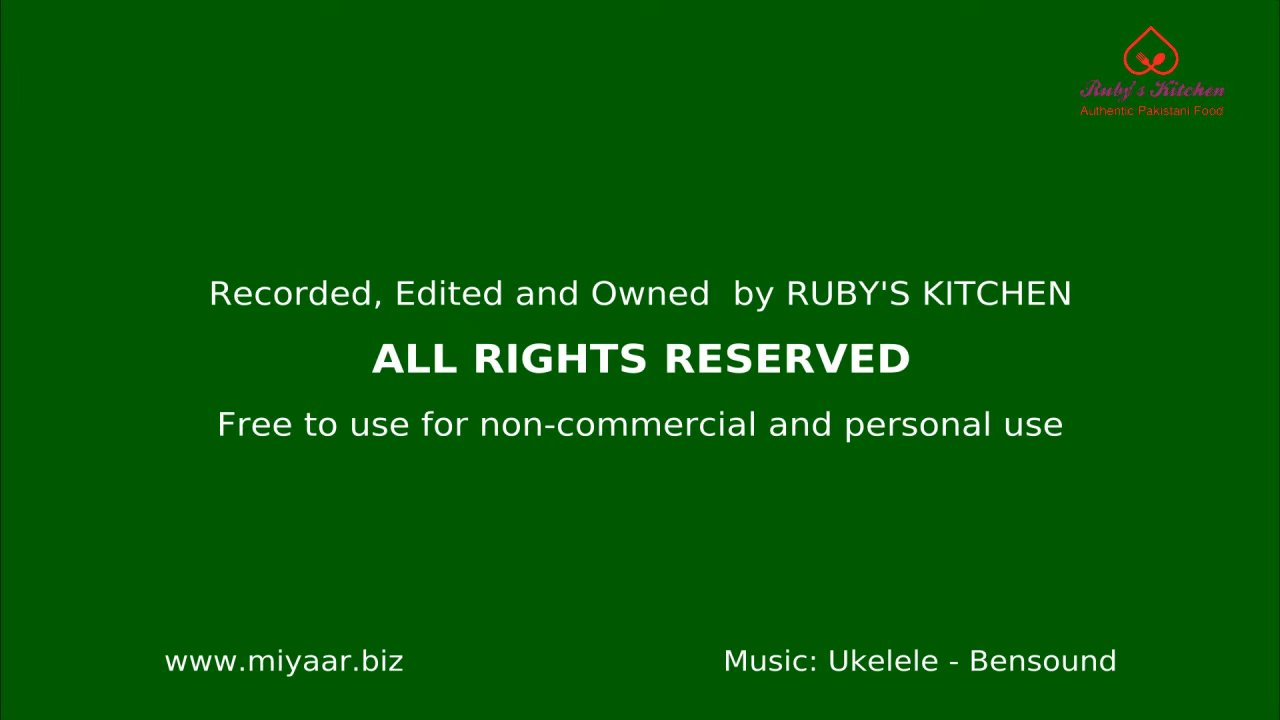 Ruby's Kitchen
Authentic Pakistani Food
Recorded, Edited and Owned  by RUBY'S KITCHEN
ALL RIGHTS RESERVED
Free to use for non-commercial and personal use
www.miyaar.biz
Music: Ukelele - Bensound